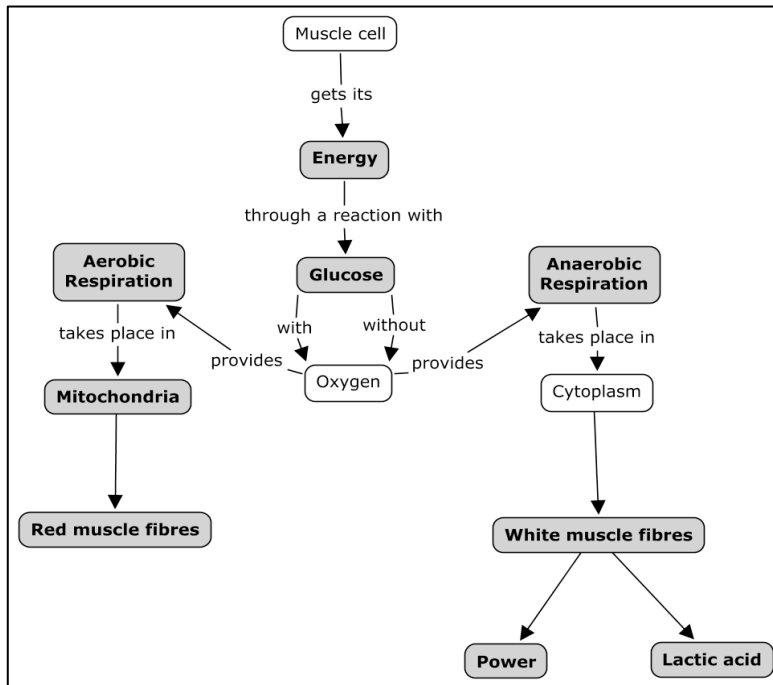 Muscle cell
gets its
Energy
through a reaction with
Aerobic
Respiration
Glucose
Anaerobic
Respiration
takes place in
with
without
takes place in
provides
provides
Mitochondria
Oxygen
Cytoplasm
Red muscle fibres
White muscle fibres
Power
Lactic acid